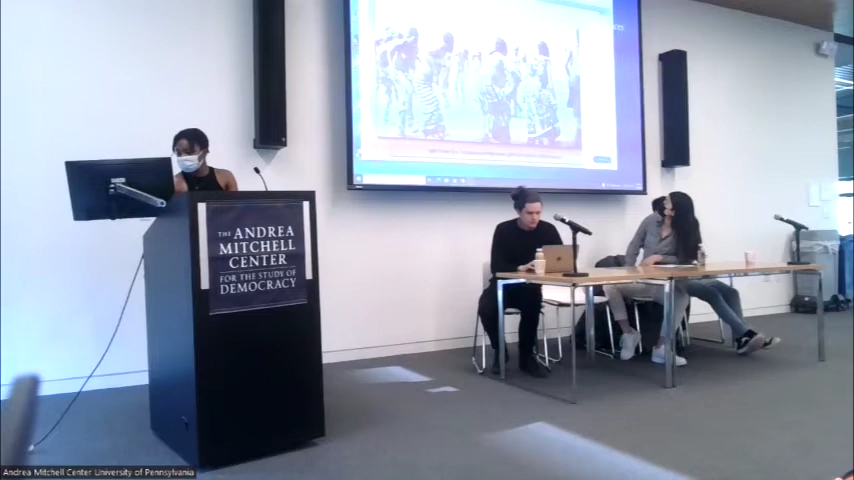 THE ANDREA
MITCHELL
CENTER
FOR THE STUDY OF
DEMOCRACY
Andrea Mitchell Center University of Pennsylvania